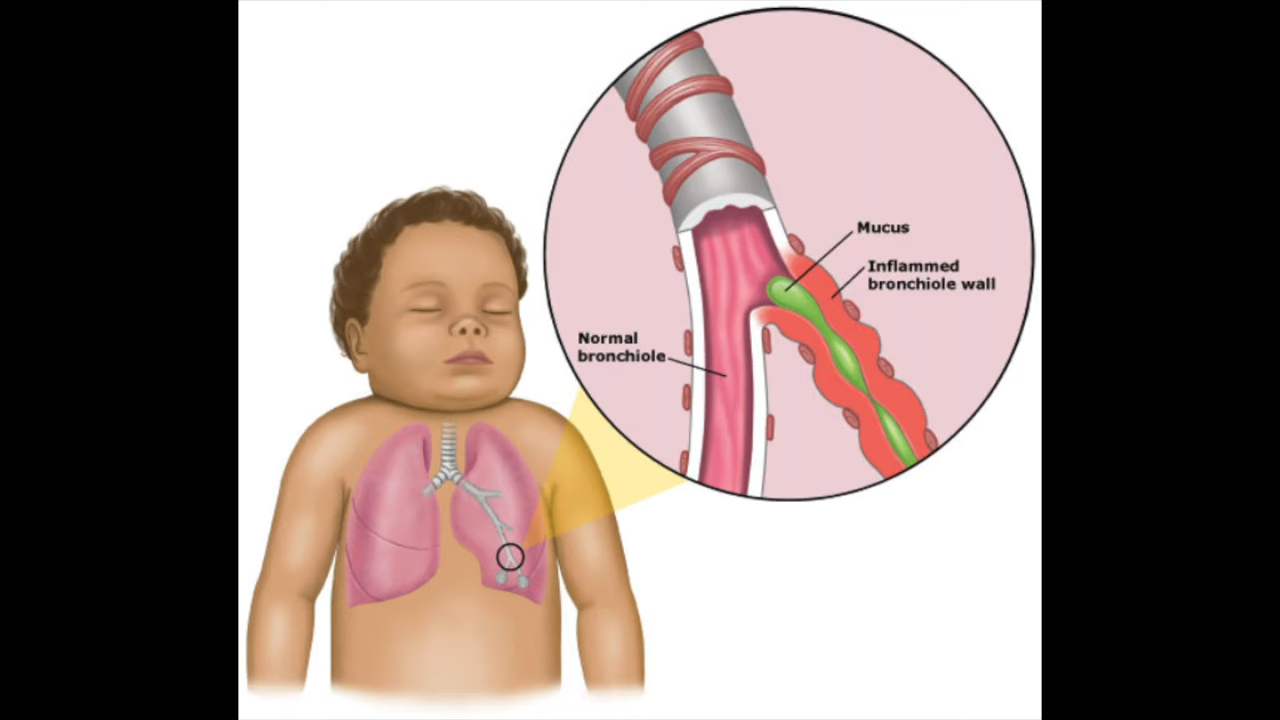 Mucus
Inflammed
bronchiole wall
Normal
bronchiole